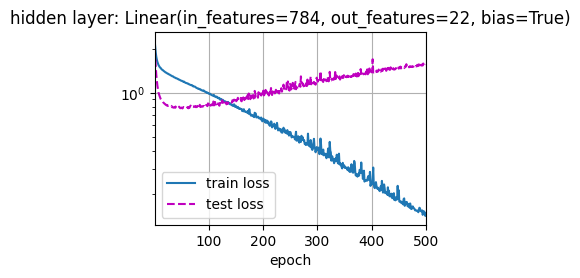 hidden layer: Linear(in_features=784, out_features=22, bias=True)
10⁰
train loss
test loss
100 200 300 400 500
epoch